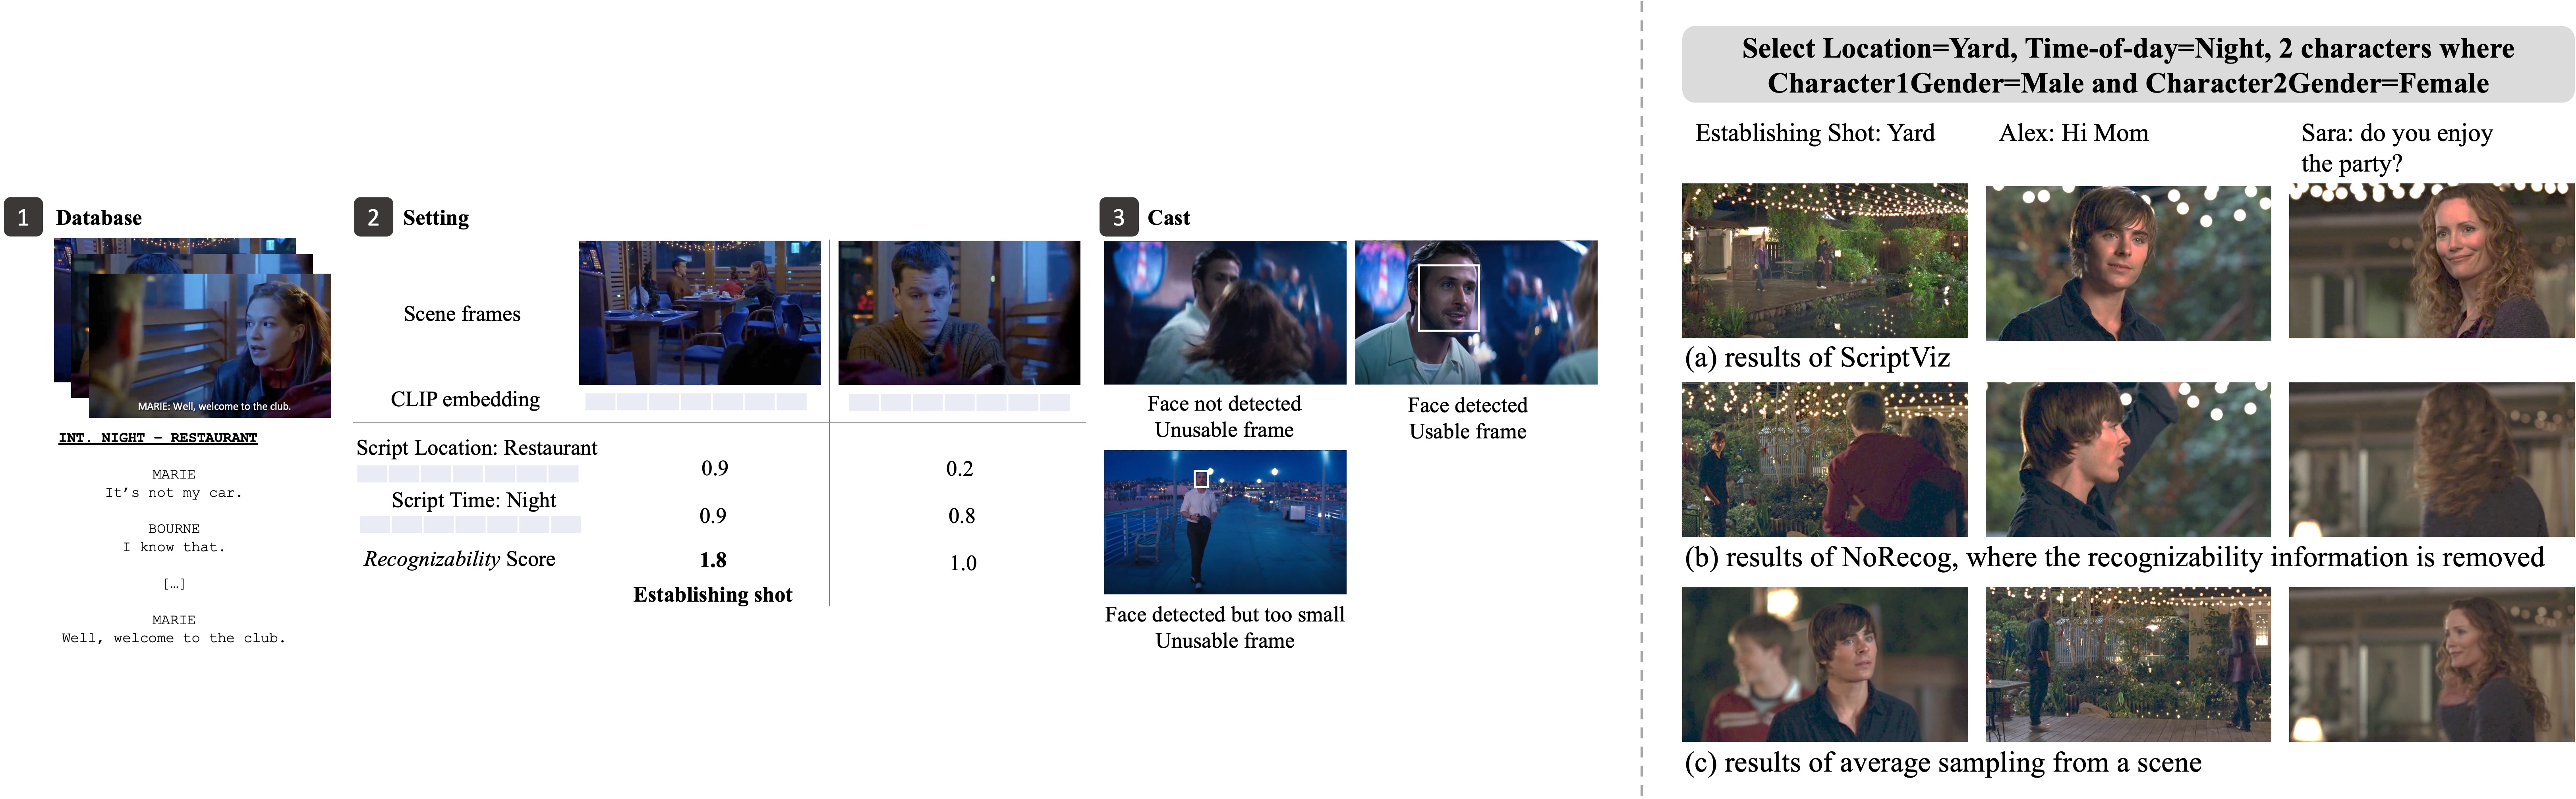 1 Database
MARIE: Well, welcome to the club.
INT. NIGHT – RESTAURANT
MARIE
It’s not my car.
BOURNE
I know that.
[…]
MARIE
Well, welcome to the club.
2 Setting
Scene frames
CLIP embedding
Script Location: Restaurant
0.9
0.2
Script Time: Night
0.9
0.8
Recognizability Score
1.8
1.0
Establishing shot
3 Cast
Face not detected
Unusable frame
Face detected
Usable frame
Face detected but too small
Unusable frame
Select Location=Yard, Time-of-day=Night, 2 characters where
Character1Gender=Male and Character2Gender=Female
Establishing Shot: Yard
Alex: Hi Mom
Sara: do you enjoy
the party?
(a) results of ScriptViz
(b) results of NoRecog, where the recognizability information is removed
(c) results of average sampling from a scene